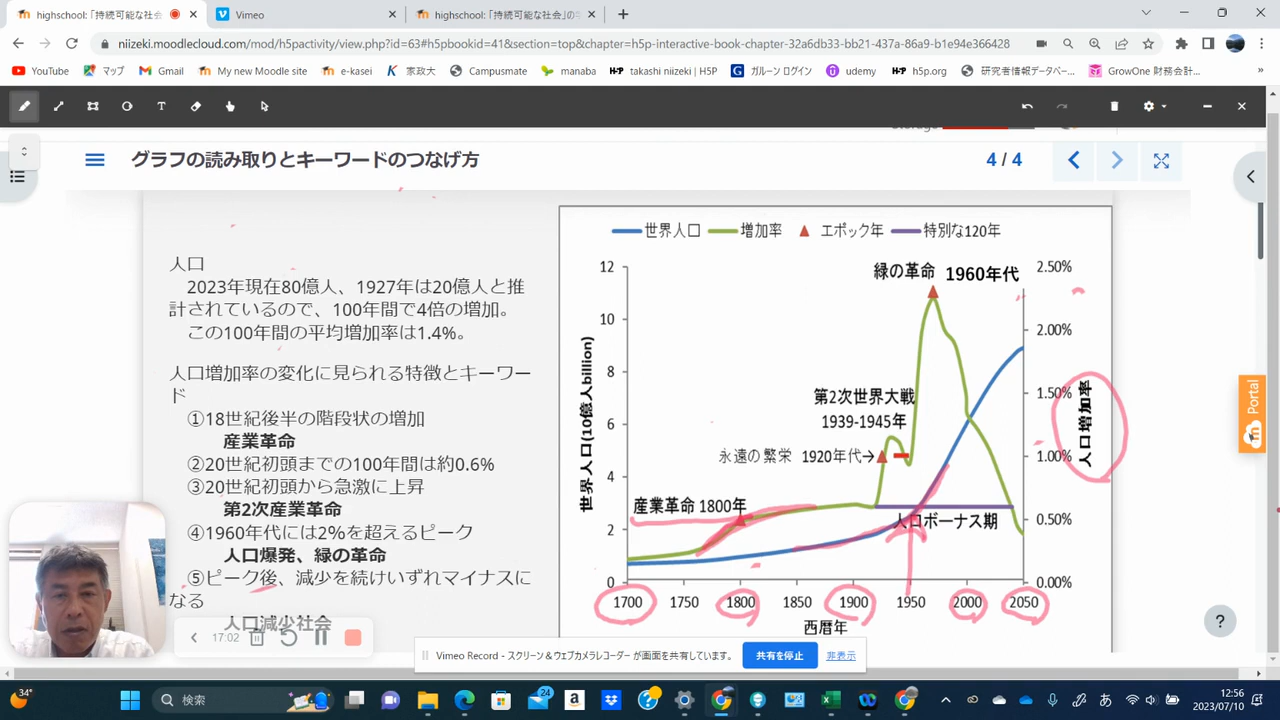 highschool: 「持続可能な社会
Vimeo
highschool: 「持続可能な社会」の
niizeki.moodlecloud.com/mod/h5pactivity/view.php?id=63#h5pbookid=41&section=top&chapter=h5p-interactive-book-chapter-32a6db33-bb21-437a-86a9-b1e94e366428
YouTube マップ Gmail My new Moodle site e-kasei 家政大 Campusmate manaba takashi niizeki | H5P ガルーン ログイン udemy h5p.org 研究者情報データベ... GrowOne 財務会計...
グラフの読み取りとキーワードのつなげ方
4 / 4
人口
2023年現在80億人、1927年は20億人と推
計されているので、100年間で4倍の増加。
この100年間の平均増加率は1.4%。
人口増加率の変化に見られる特徴とキーワー
ド
①18世紀後半の階段状の増加
産業革命
②20世紀初頭までの100年間は約0.6%
③20世紀初頭から急激に上昇
第2次産業革命
④1960年代には2%を超えるピーク
人口爆発、緑の革命
⑤ピーク後、減少を続けいずれマイナスに
なる
人口減少社会
17:02
世界人口 増加率 エポック年 特別な120年
緑の革命 1960年代
第2次世界大戦
1939-1945年
永遠の繁栄 1920年代→
産業革命 1800年
人口ボーナス期
世界人口(10億人billion)
12
10
8
6
4
2
0
2.50%
2.00%
1.50%
1.00%
0.50%
0.00%
人口増加率
1700 1750 1800 1850 1900 1950 2000 2050
西暦年
Portal
?
Vimeo Record - スクリーン＆ウェブカメラレコーダー が画面を共有しています。 共有を停止 非表示
34°
検索
24
あ
12:56
2023/07/10